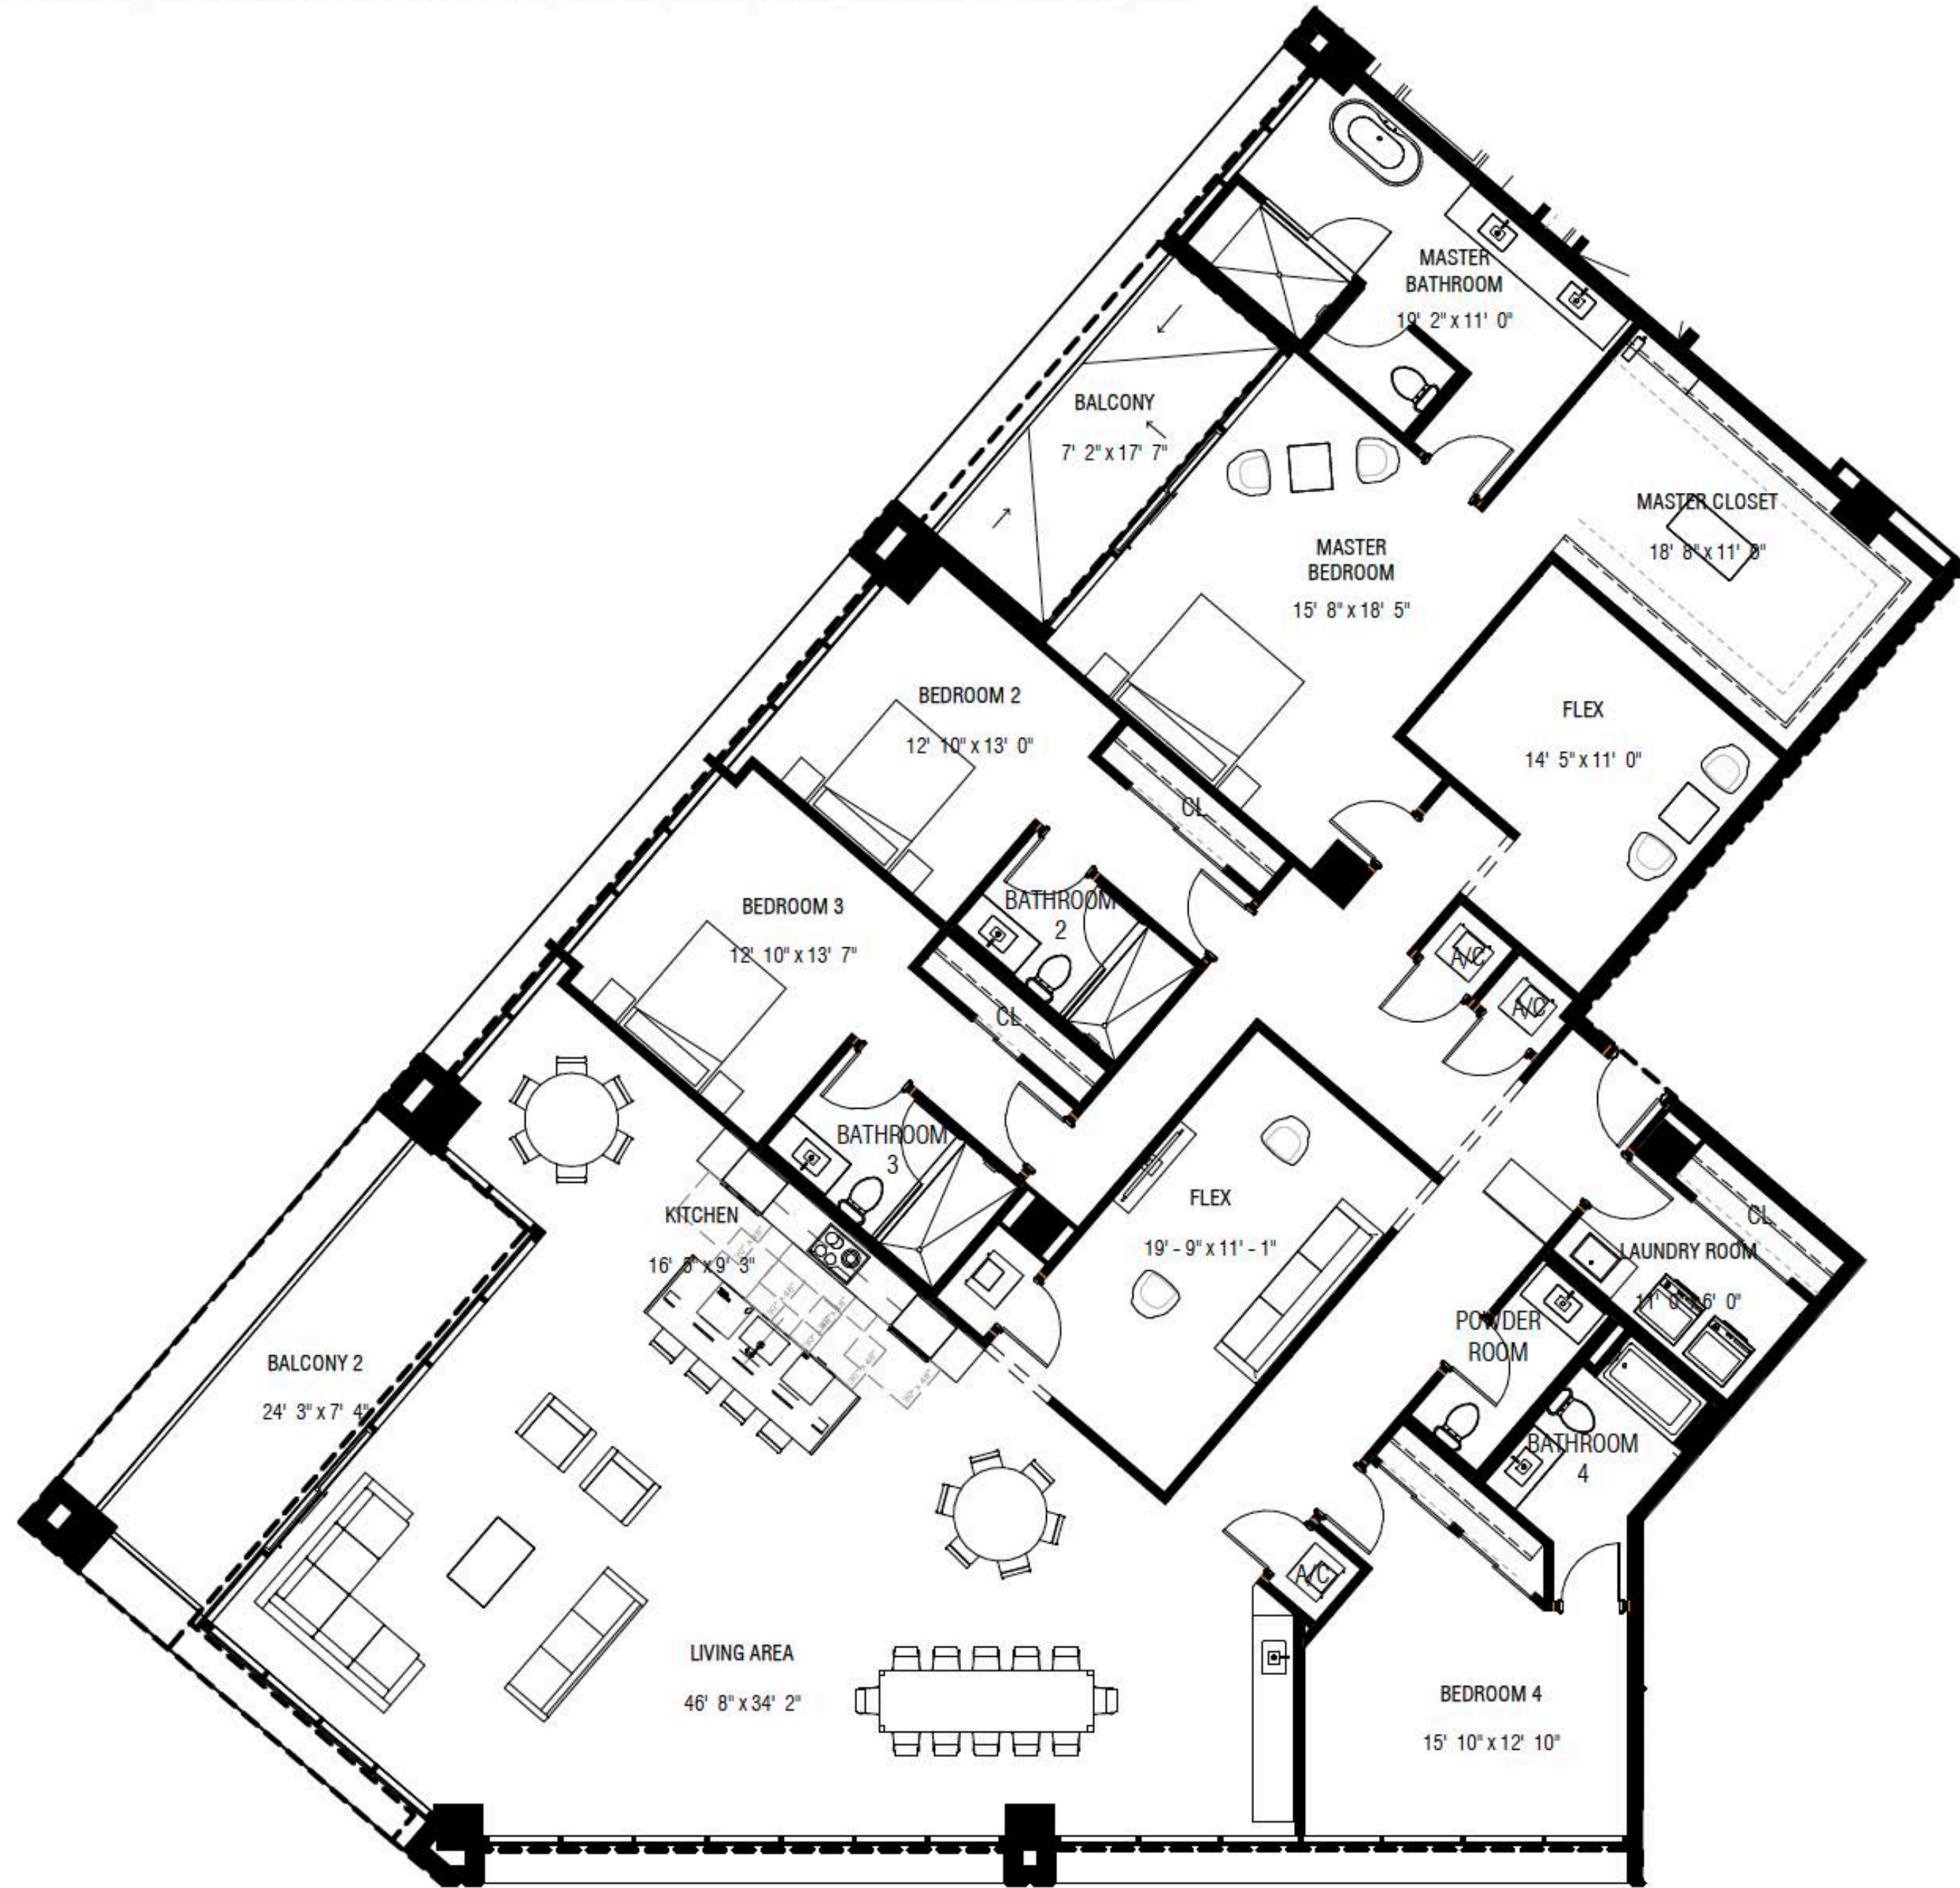 MASTER
BATHROOM
19' 2" x 11' 0"
BALCONY
7' 2" x 17' 7"
MASTER CLOSET
MASTER
BEDROOM
15' 8" x 18' 5"
BEDROOM 2
12' 10" x 13' 0"
FLEX
14' 5" x 11' 0"
CL
BEDROOM 3
12' 10" x 13' 7"
BATHROOM
2
A/C
A/C
CL
BATHROOM
3
KITCHEN
FLEX
19' - 9" x 11' - 1"
CL
LAUNDRY ROOM
POWDER
ROOM
BALCONY 2
24' 3" x 7' 4"
BATHROOM
4
A/C
LIVING AREA
46' 8" x 34' 2"
BEDROOM 4
15' 10" x 12' 10"